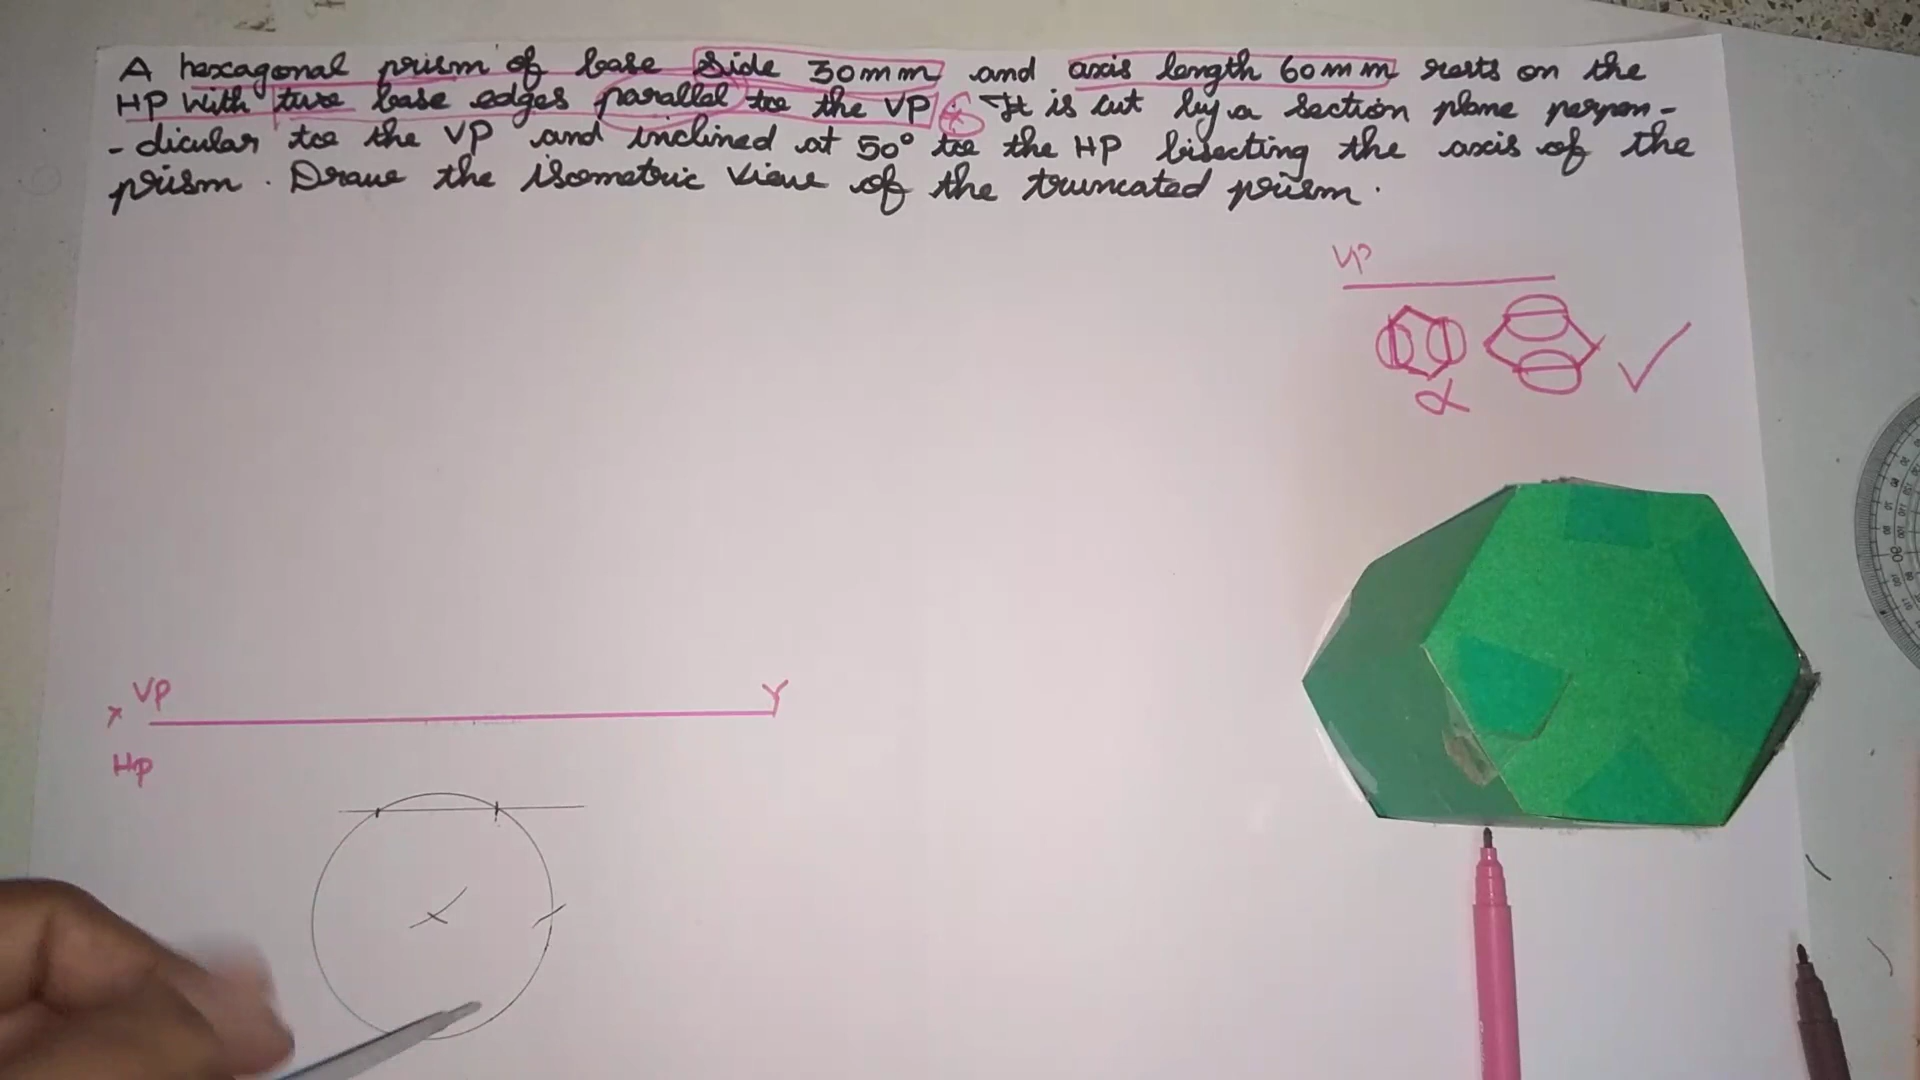 A hexagonal prism of base side 30mm and axis length 60mm rests on the
HP with two base edges parallel to the VP. It is cut by a section plane perpen-
-dicular to the VP and inclined at 50° to the HP bisecting the axis of the
prism. Draw the isometric view of the truncated prism.
VP
VP
X Y
HP